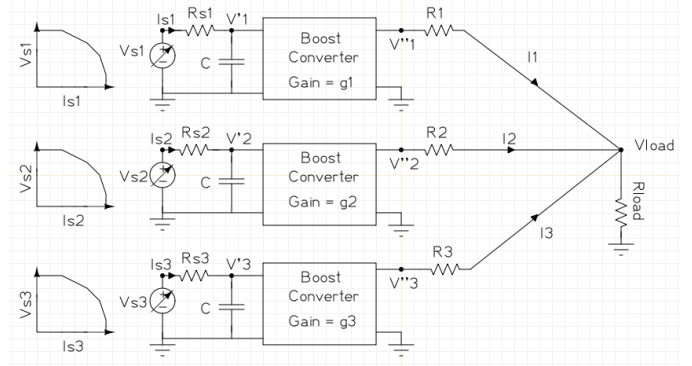 Vs1
Is1
Vs1
Is1
Rs1
V'1
C
Boost
Converter
Gain = g1
V''1
R1
I1
Vs2
Is2
Vs2
Is2
Rs2
V'2
C
Boost
Converter
Gain = g2
V''2
R2
I2
Vload
Rload
Vs3
Is3
Vs3
Is3
Rs3
V'3
C
Boost
Converter
Gain = g3
V''3
R3
I3